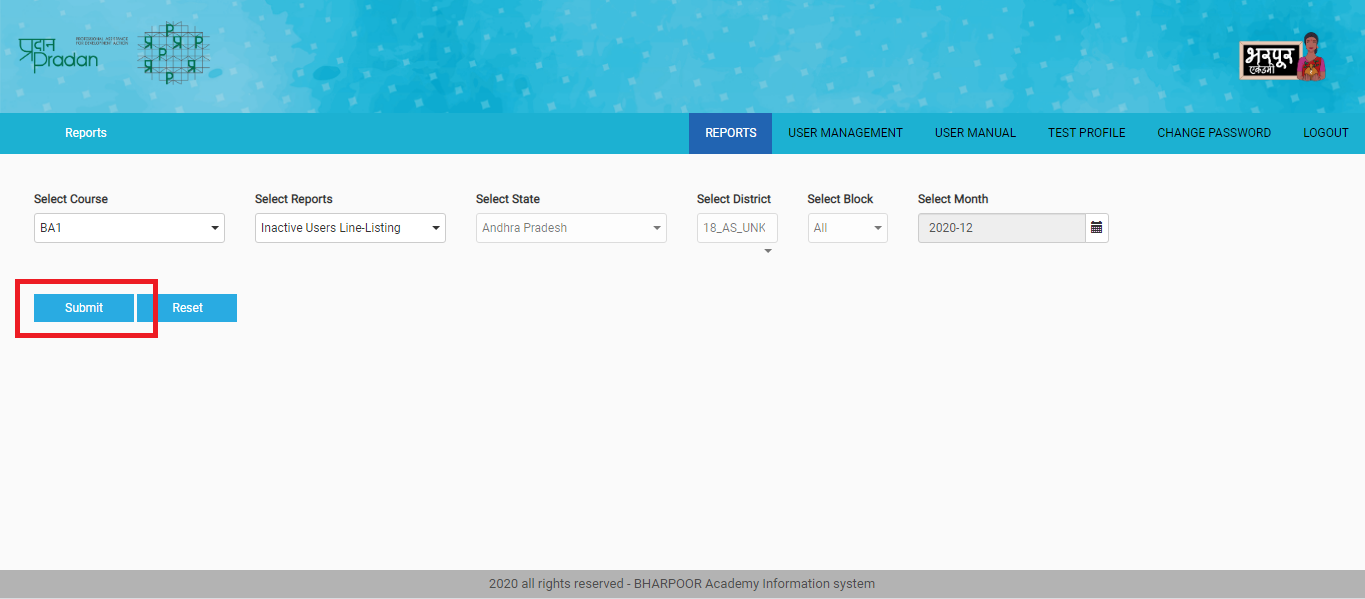 प्रदान
Pradan
PROFESSIONAL ASSISTANCE
FOR DEVELOPMENT ACTION
भरपूर
एकेडमी
Reports
REPORTS USER MANAGEMENT USER MANUAL TEST PROFILE CHANGE PASSWORD LOGOUT
Select Course Select Reports Select State Select District Select Block Select Month
BA1 Inactive Users Line-Listing Andhra Pradesh 18_AS_UNK All 2020-12
Submit Reset
2020 all rights reserved - BHARPOOR Academy Information system